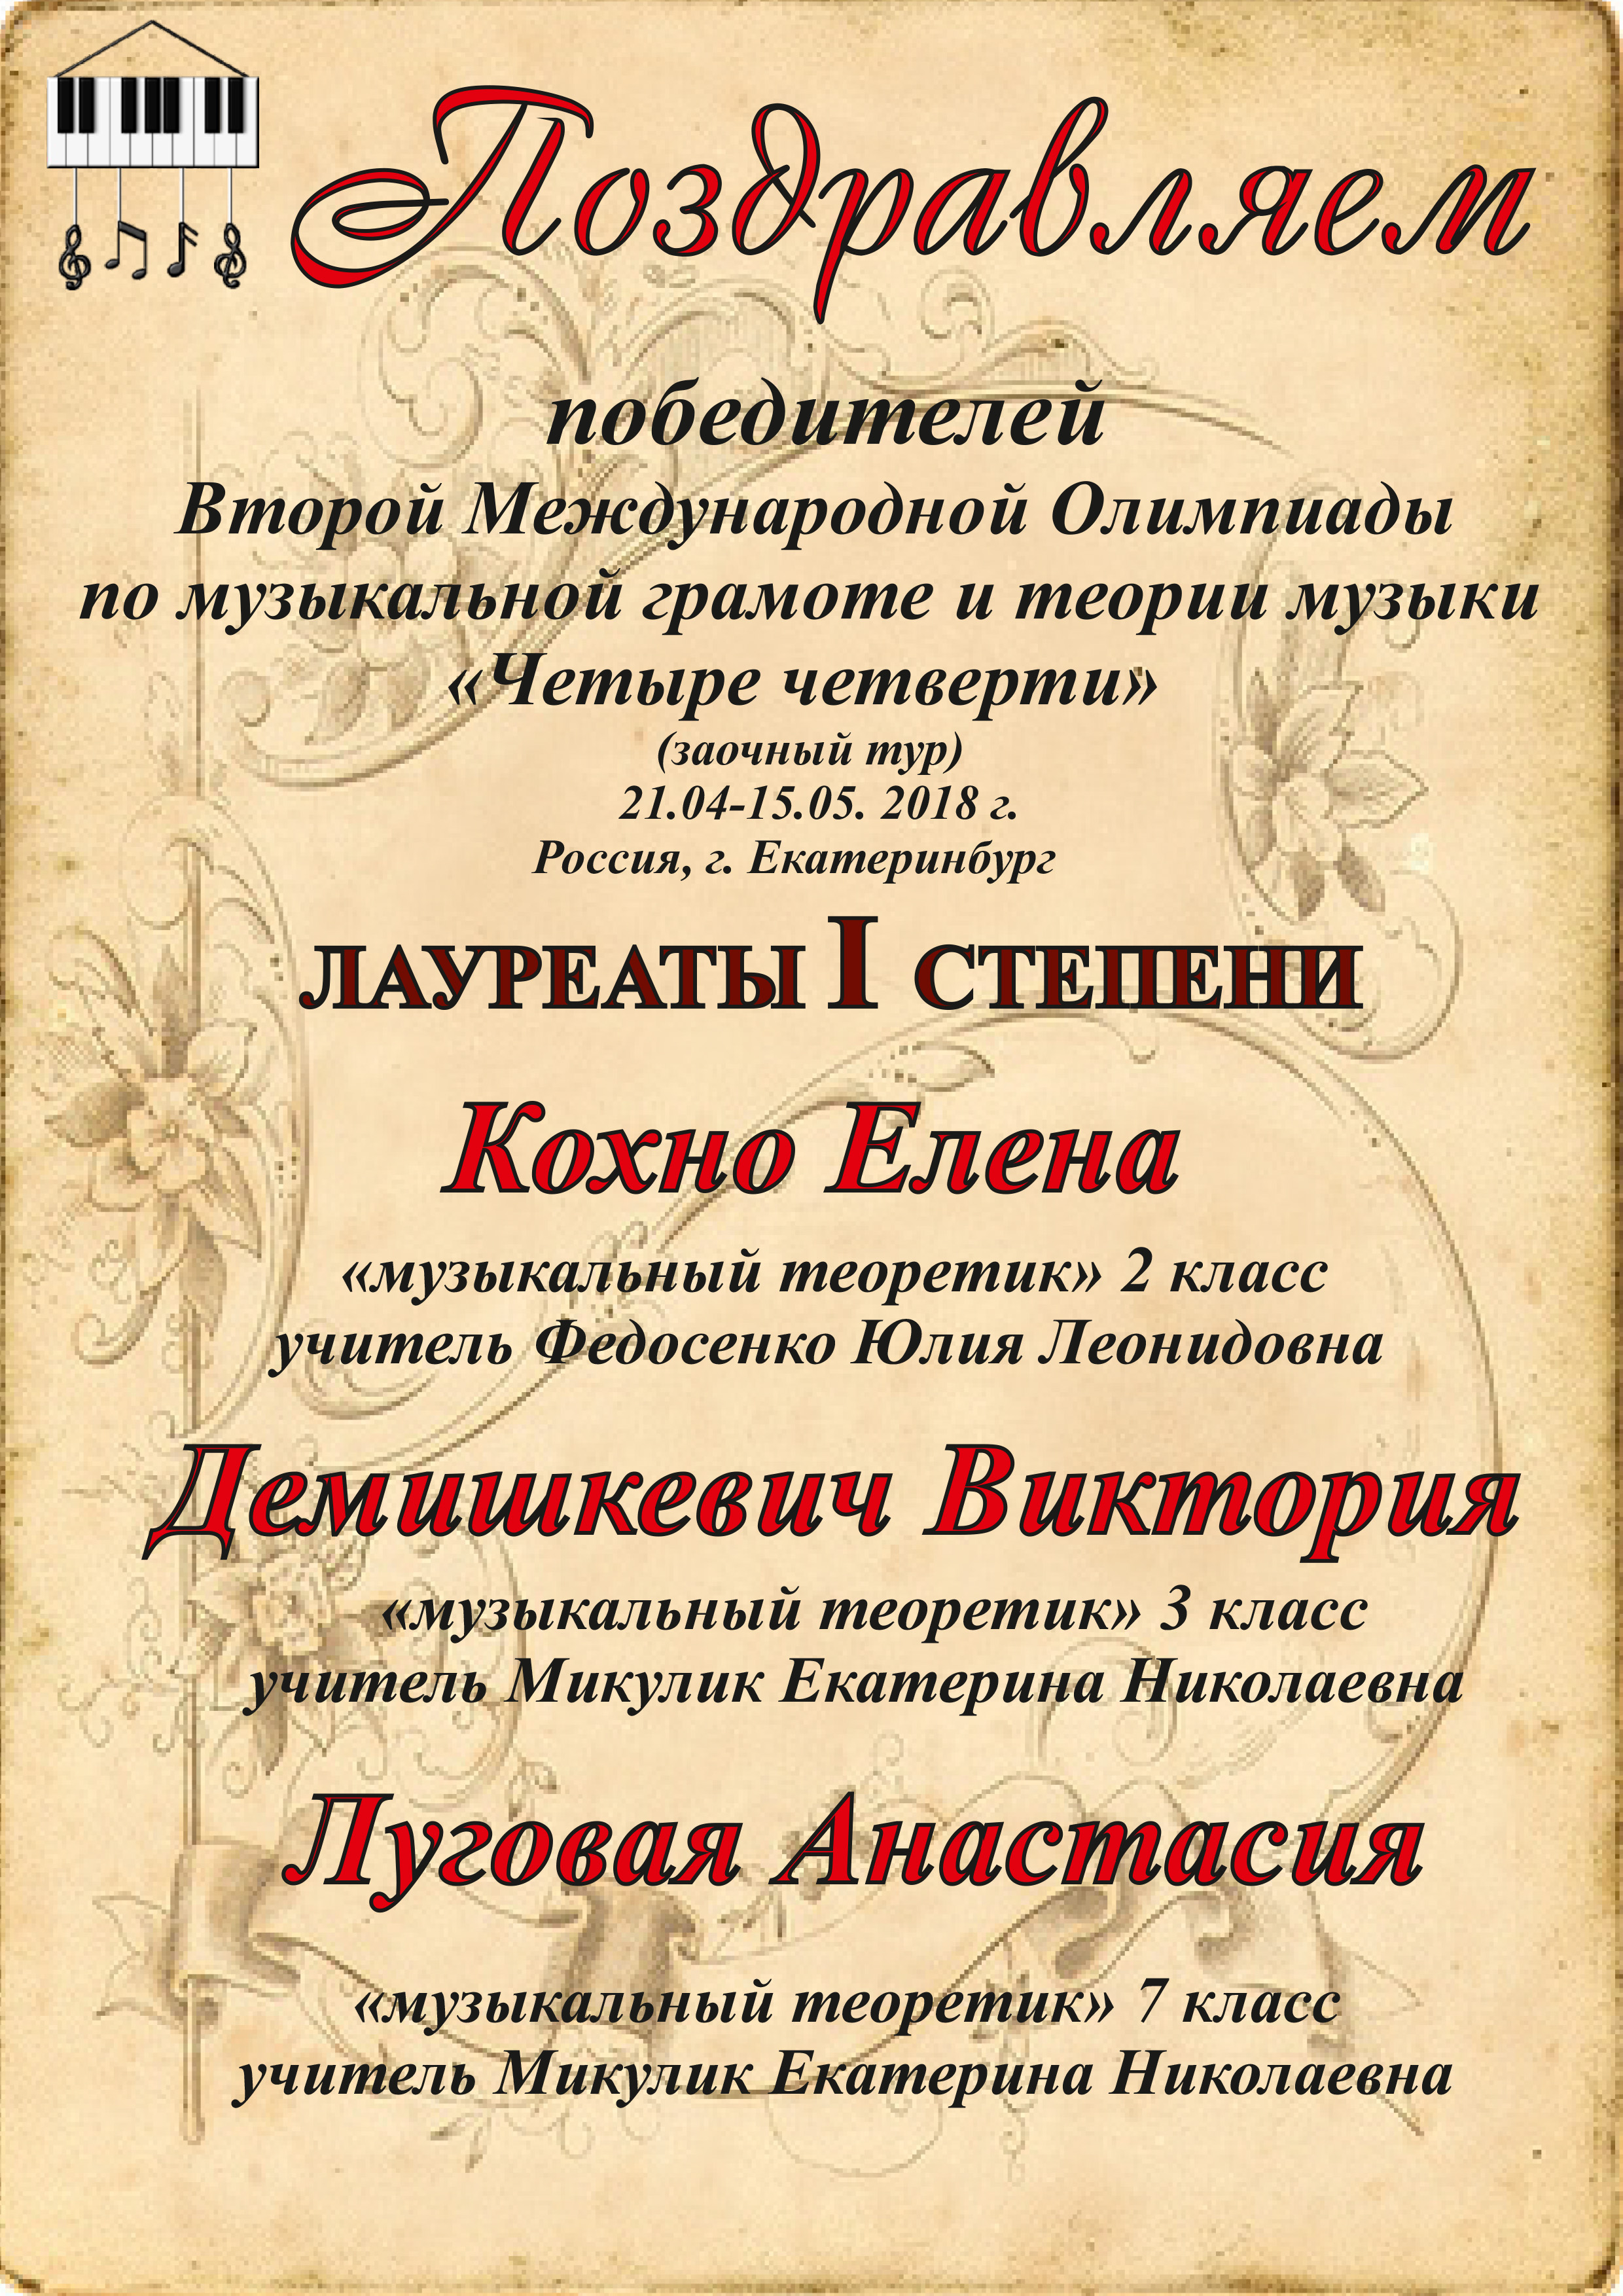 Поздравляем
победителей
Второй Международной Олимпиады
по музыкальной грамоте и теории музыки
«Четыре четверти»
(заочный тур)
21.04-15.05. 2018 г.
Россия, г. Екатеринбург
ЛАУРЕАТЫ I СТЕПЕНИ
Кохно Елена
«музыкальный теоретик» 2 класс
учитель Федосенко Юлия Леонидовна
Демишкевич Виктория
«музыкальный теоретик» 3 класс
учитель Микулик Екатерина Николаевна
Луговая Анастасия
«музыкальный теоретик» 7 класс
учитель Микулик Екатерина Николаевна